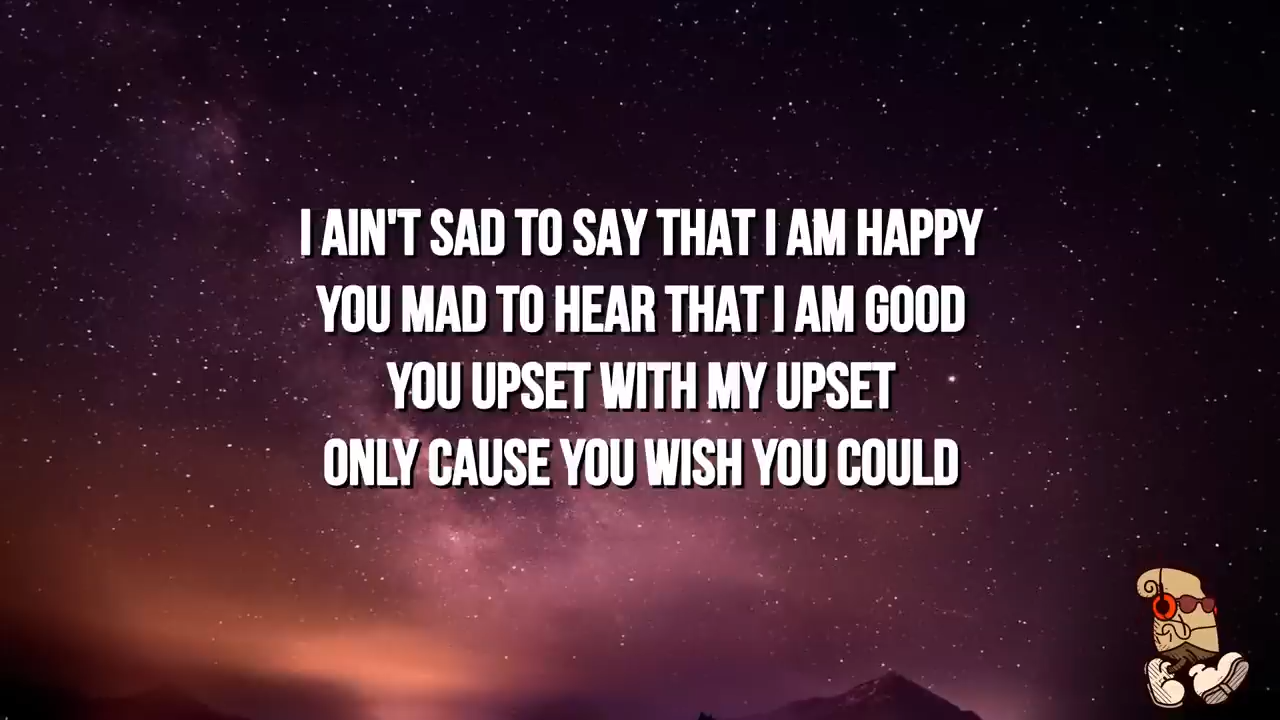 I AIN'T SAD TO SAY THAT I AM HAPPY
YOU MAD TO HEAR THAT I AM GOOD
YOU UPSET WITH MY UPSET
ONLY CAUSE YOU WISH YOU COULD